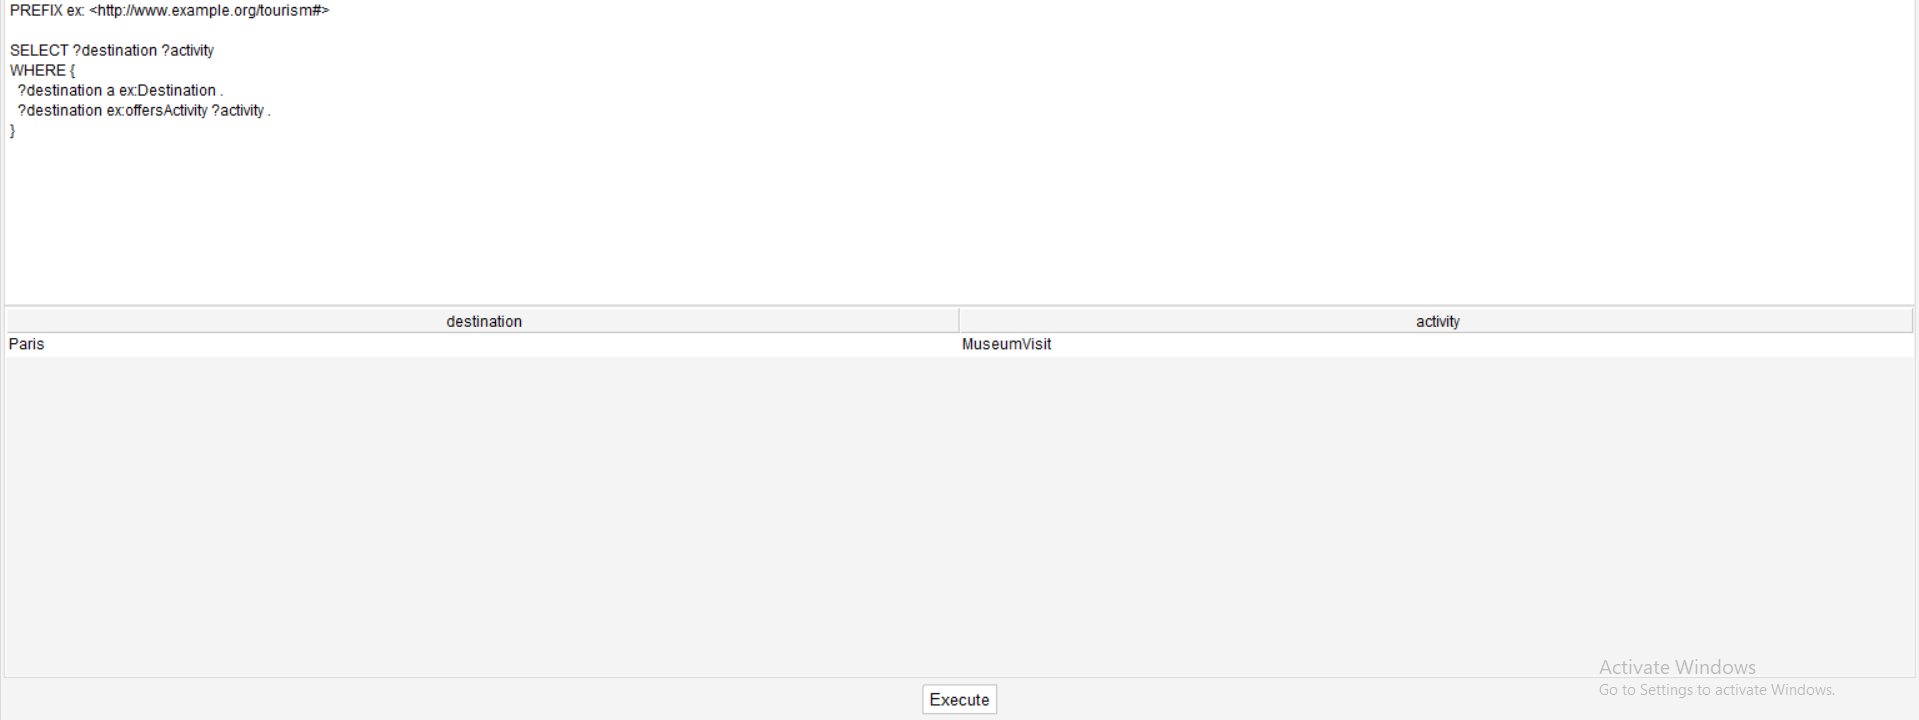 PREFIX ex: <http://www.example.org/tourism#>
SELECT ?destination ?activity
WHERE {
?destination a ex:Destination .
?destination ex:offersActivity ?activity .
}
destination activity
Paris MuseumVisit
Activate Windows
Go to Settings to activate Windows.
Execute